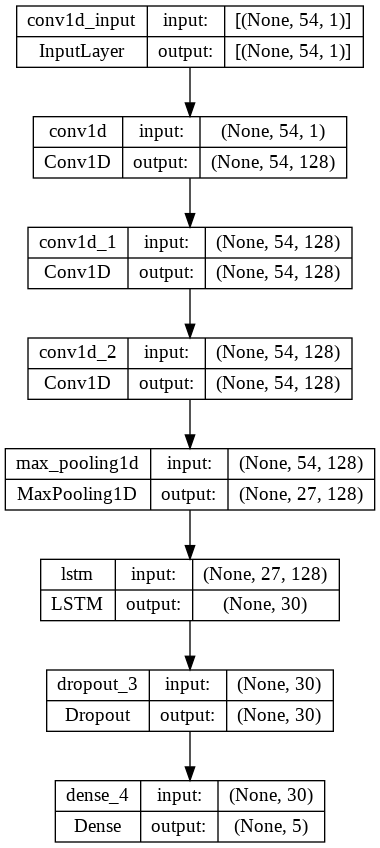 conv1d_input input: [(None, 54, 1)]
InputLayer output: [(None, 54, 1)]
conv1d input: (None, 54, 1)
Conv1D output: (None, 54, 128)
conv1d_1 input: (None, 54, 128)
Conv1D output: (None, 54, 128)
conv1d_2 input: (None, 54, 128)
Conv1D output: (None, 54, 128)
max_pooling1d input: (None, 54, 128)
MaxPooling1D output: (None, 27, 128)
lstm input: (None, 27, 128)
LSTM output: (None, 30)
dropout_3 input: (None, 30)
Dropout output: (None, 30)
dense_4 input: (None, 30)
Dense output: (None, 5)